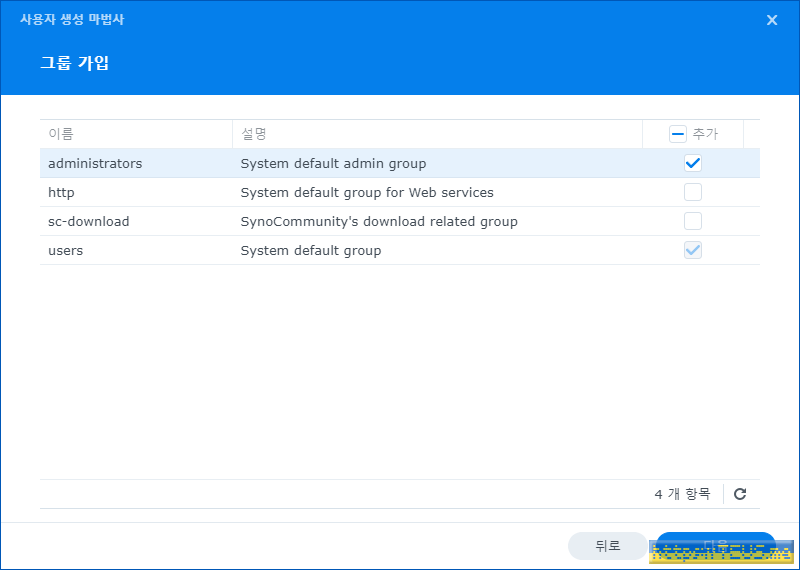 사용자 생성 마법사
그룹 가입
이름 설명 추가
administrators System default admin group
http System default group for Web services
sc-download SynoCommunity's download related group
users System default group
4 개 항목
뒤로 다음